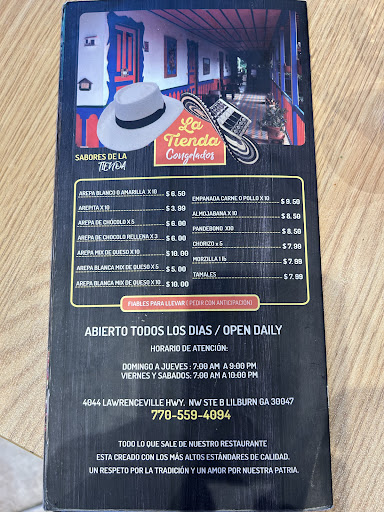 La
Tienda
Congelados
SABORES DE LA
TIENDA
AREPA BLANCO O AMARILLA X 10 $ 6.50
AREPITA X 10 $ 3.99
AREPA DE CHOCOLO X 5 $ 6.00
AREPA DE CHOCOLO RELLENA X 3 $ 6.00
AREPA MIX DE QUESO X 10 $ 10.00
AREPA BLANCA MIX DE QUESO X 5 $ 5.00
AREPA BLANCA MIX DE QUESO X 10 $ 10.00
EMPANADA CARNE O POLLO X 10 $ 9.50
ALMOJABANA X 10 $ 8.50
PANDEBONO X10 $ 8.50
CHORIZO x 5 $ 7.99
MORZILLA 1 lb $ 7.99
TAMALES $ 7.99
FIABLES PARA LLEVAR ( PEDIR CON ANTICIPACIÓN)
ABIERTO TODOS LOS DIAS / OPEN DAILY
HORARIO DE ATENCIÓN:
DOMINGO A JUEVES : 7:00 AM A 9:00 PM
VIERNES Y SABADOS: 7:00 AM A 10:00 PM
4044 LAWRENCEVILLE HWY. NW STE B LILBURN GA 30047
770-559-4094
TODO LO QUE SALE DE NUESTRO RESTAURANTE
ESTA CREADO CON LOS MÁS ALTOS ESTÁNDARES DE CALIDAD.
UN RESPETO POR LA TRADICIÓN Y UN AMOR POR NUESTRA PATRIA.